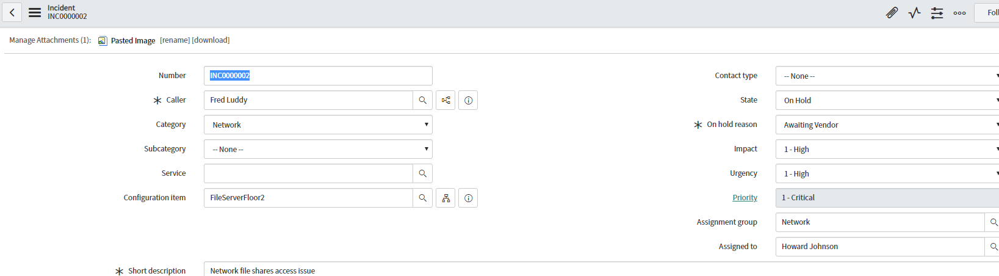 Incident
INC0000002
Manage Attachments (1): Pasted Image [rename] [download]
Number INC0000002
Caller Fred Luddy
Category Network
Subcategory -- None --
Service
Configuration item FileServerFloor2
Contact type -- None --
State On Hold
On hold reason Awaiting Vendor
Impact 1 - High
Urgency 1 - High
Priority 1 - Critical
Assignment group Network
Assigned to Howard Johnson
Short description Network file shares access issue